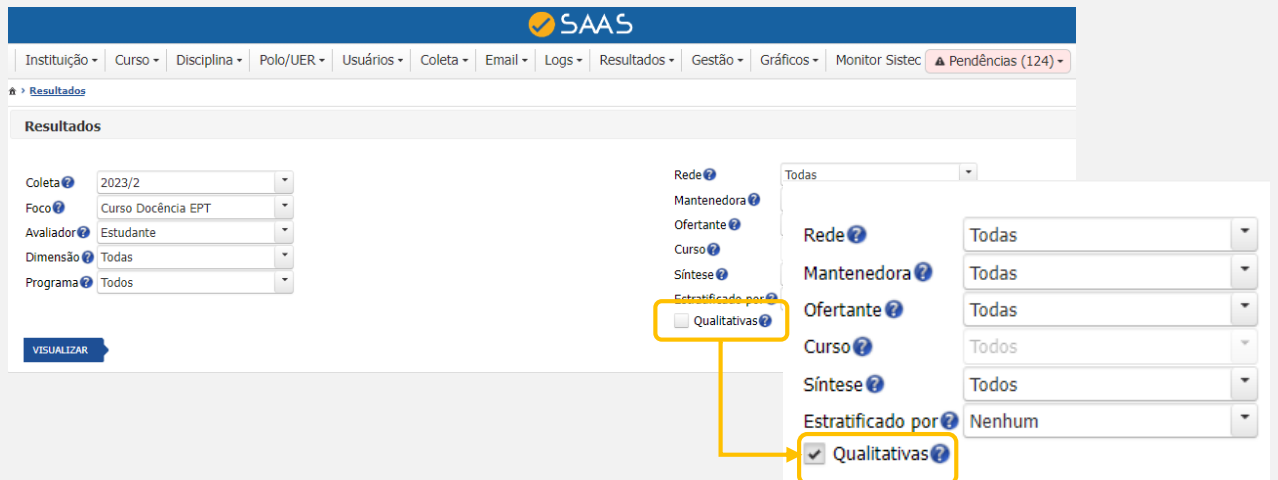 SAAS
Instituição Curso Disciplina Polo/UER Usuários Coleta Email Logs Resultados Gestão Gráficos Monitor Sistec Pendências (124)
> Resultados
Resultados
Coleta 2023/2
Foco Curso Docência EPT
Avaliador Estudante
Dimensão Todas
Programa Todos
VISUALIZAR
Rede Todas
Mantenedora
Ofertante
Curso
Síntese
Estratificado por
Qualitativas
Rede Todas
Mantenedora Todas
Ofertante Todas
Curso Todos
Síntese Todos
Estratificado por Nenhum
Qualitativas